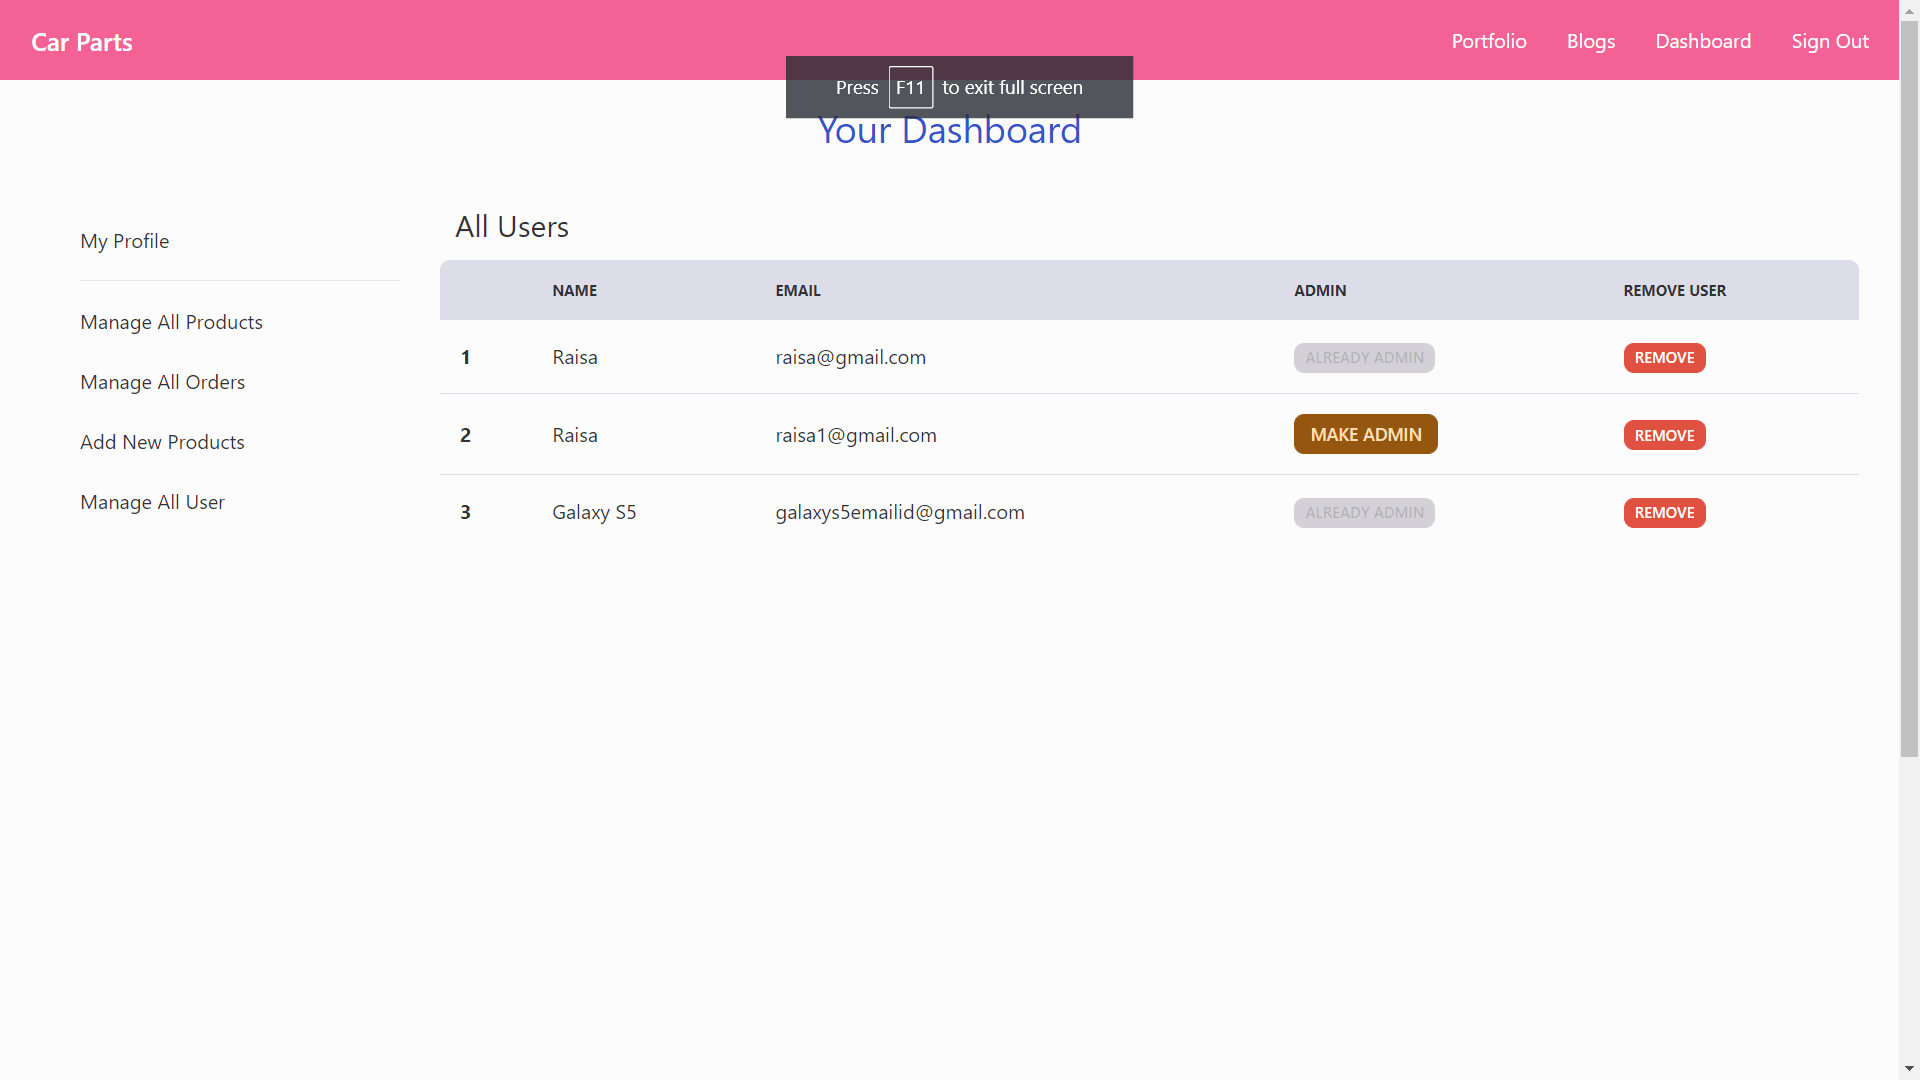 Car Parts
Portfolio Blogs Dashboard Sign Out
Press F11 to exit full screen
Your Dashboard
My Profile
Manage All Products
Manage All Orders
Add New Products
Manage All User
All Users
NAME EMAIL ADMIN REMOVE USER
1 Raisa raisa@gmail.com ALREADY ADMIN REMOVE
2 Raisa raisa1@gmail.com MAKE ADMIN REMOVE
3 Galaxy S5 galaxys5emailid@gmail.com ALREADY ADMIN REMOVE